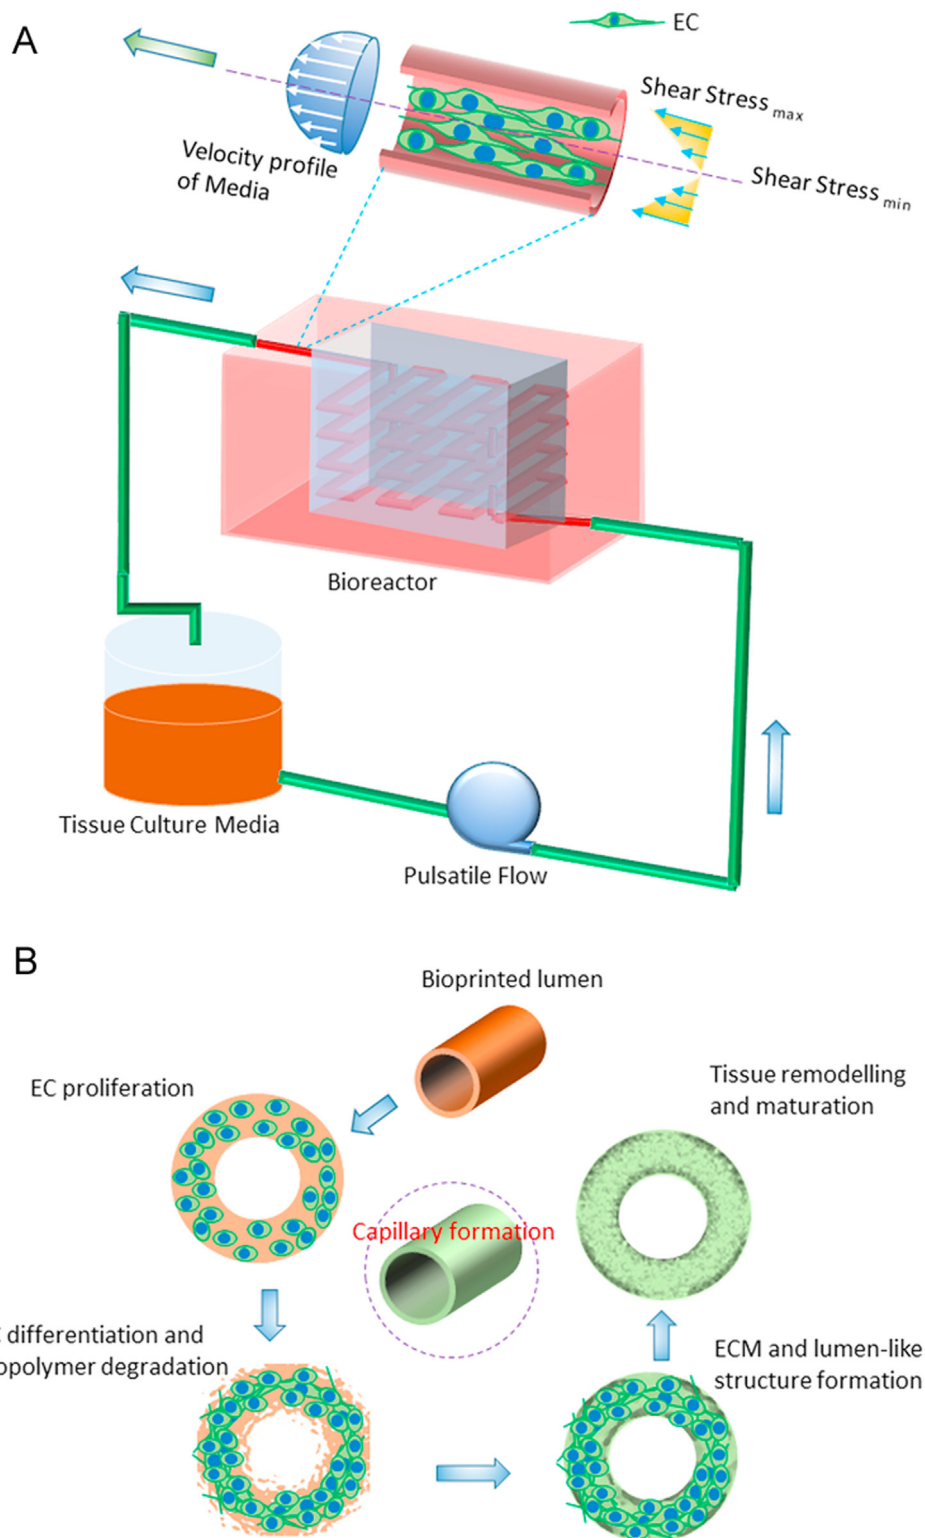 A
EC
Shear Stress max
Velocity profile
of Media
Shear Stress min
Bioreactor
Tissue Culture Media
Pulsatile Flow
B
Bioprinted lumen
EC proliferation
Tissue remodelling
and maturation
Capillary formation
differentiation and
degradation
ECM and lumen-like
structure formation